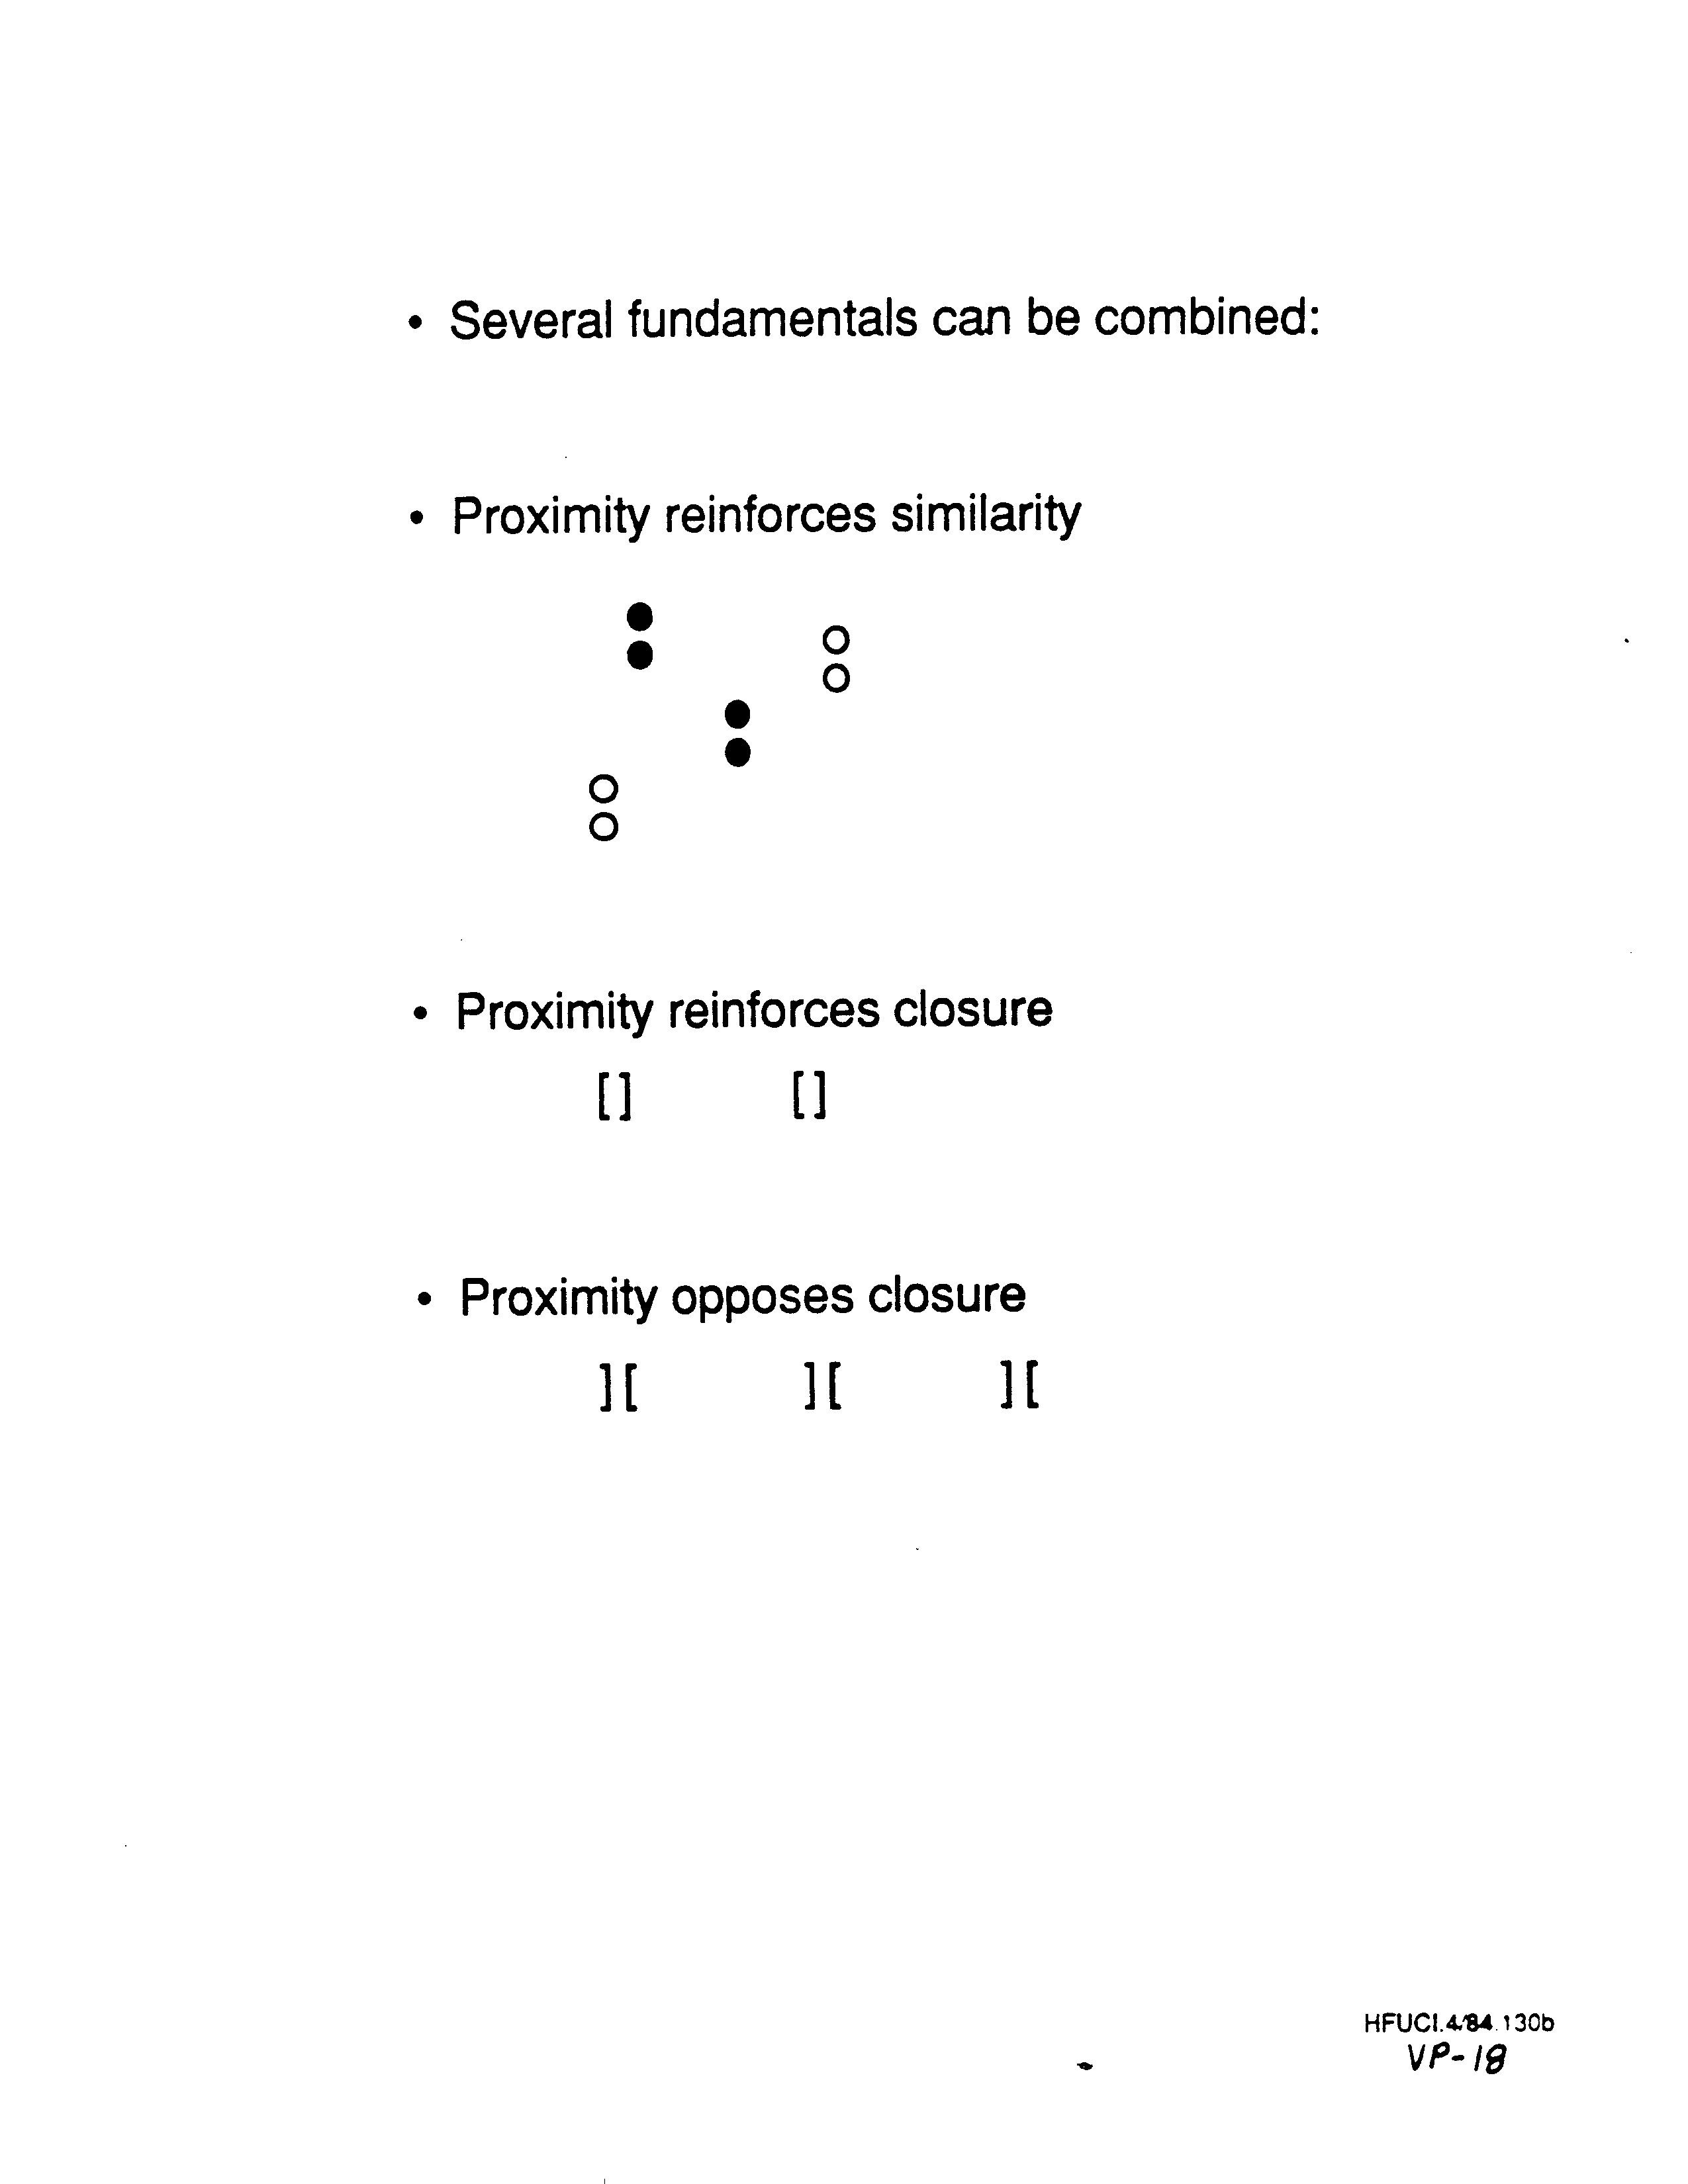 • Several fundamentals can be combined:
• Proximity reinforces similarity
• Proximity reinforces closure
[] []
• Proximity opposes closure
][ ][ ][
HFUCI.4/84.130b
VP-18